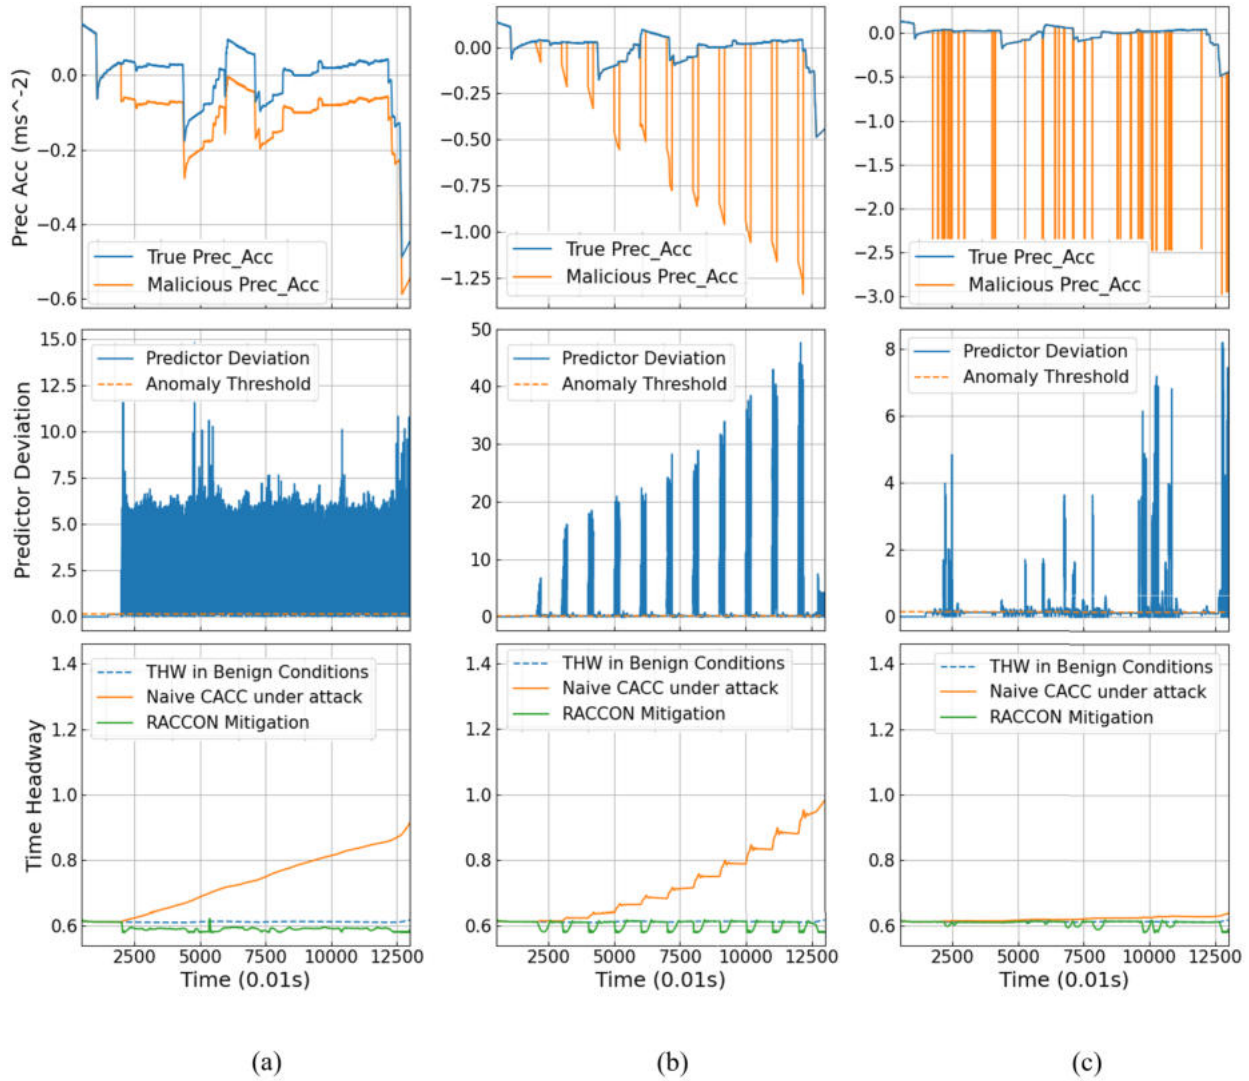 Prec Acc (ms^-2)
0.0
−0.2
−0.4
−0.6
True Prec_Acc
Malicious Prec_Acc
0.00
−0.25
−0.50
−0.75
−1.00
−1.25
True Prec_Acc
Malicious Prec_Acc
0.0
−0.5
−1.0
−1.5
−2.0
−2.5
−3.0
True Prec_Acc
Malicious Prec_Acc
Predictor Deviation
15.0
12.5
10.0
7.5
5.0
2.5
0.0
Predictor Deviation
Anomaly Threshold
50
40
30
20
10
0
Predictor Deviation
Anomaly Threshold
8
6
4
2
0
Predictor Deviation
Anomaly Threshold
Time Headway
1.4
1.2
1.0
0.8
0.6
THW in Benign Conditions
Naive CACC under attack
RACCON Mitigation
2500 5000 7500 10000 12500
Time (0.01s)
1.4
1.2
1.0
0.8
0.6
THW in Benign Conditions
Naive CACC under attack
RACCON Mitigation
2500 5000 7500 10000 12500
Time (0.01s)
1.4
1.2
1.0
0.8
0.6
THW in Benign Conditions
Naive CACC under attack
RACCON Mitigation
2500 5000 7500 10000 12500
Time (0.01s)
(a)
(b)
(c)